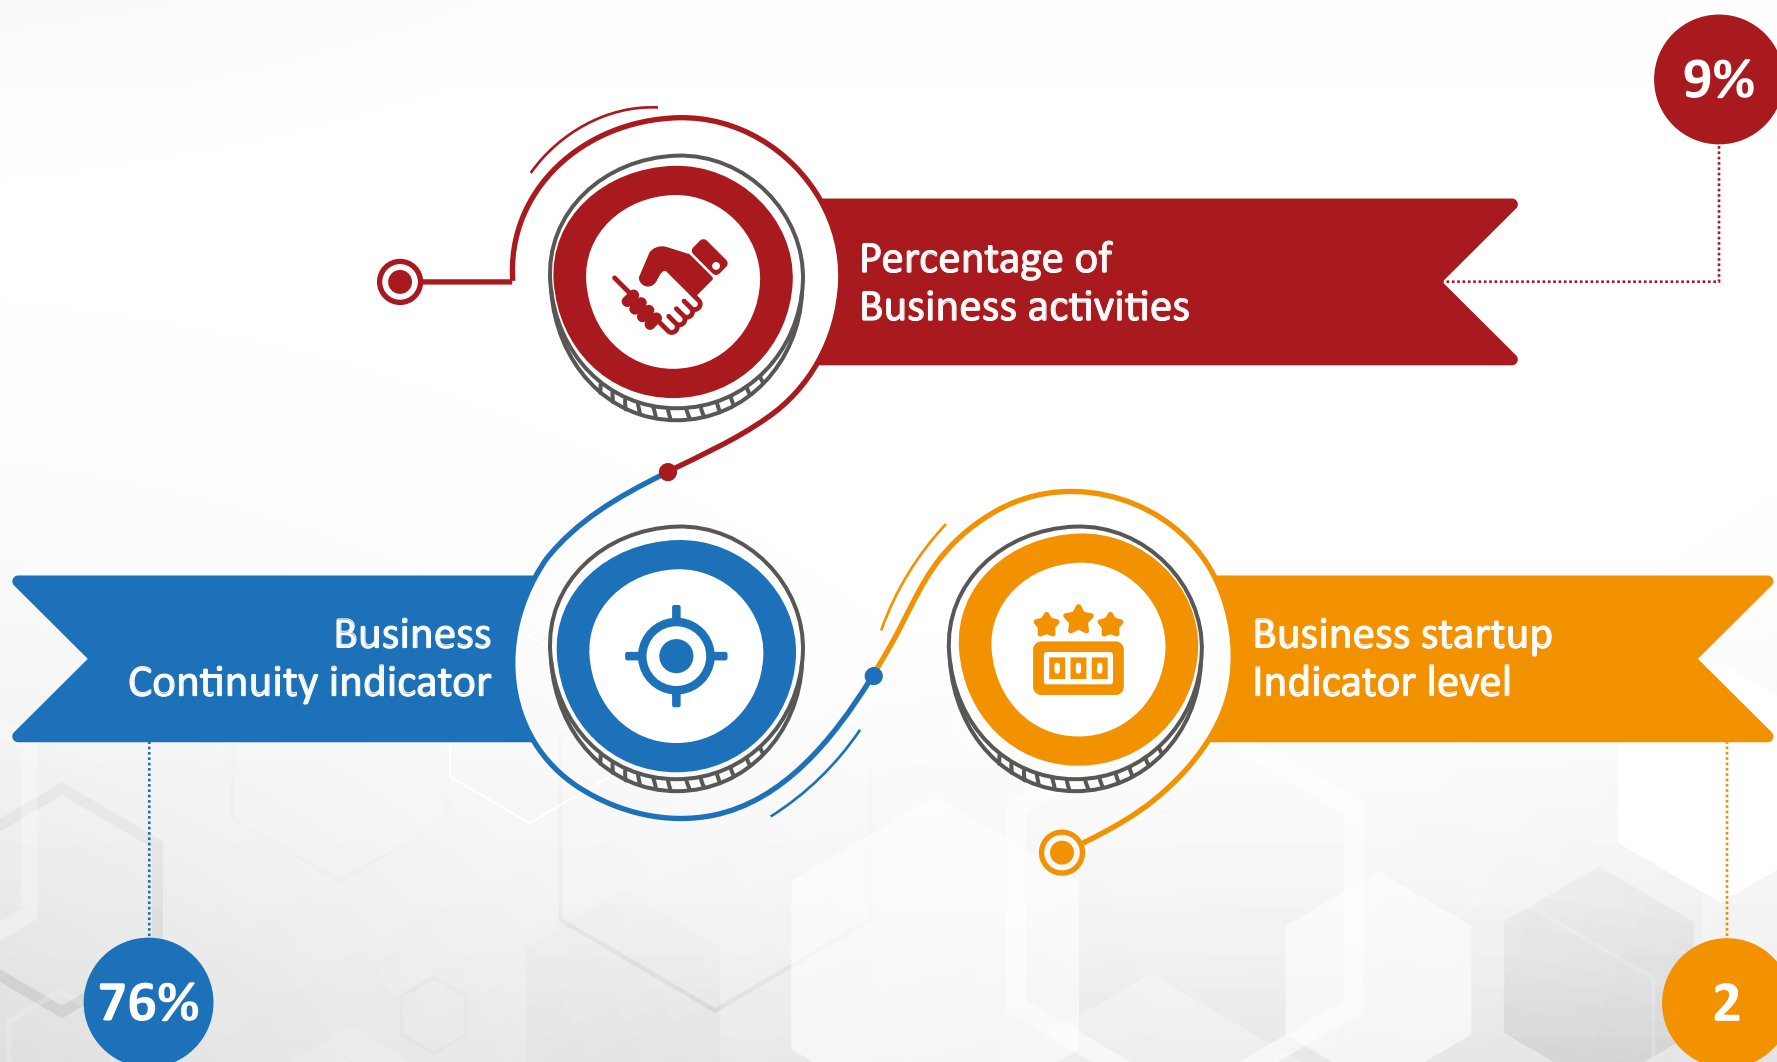 9%
Percentage of
Business activities
Business
Continuity indicator
Business startup
Indicator level
76%
2